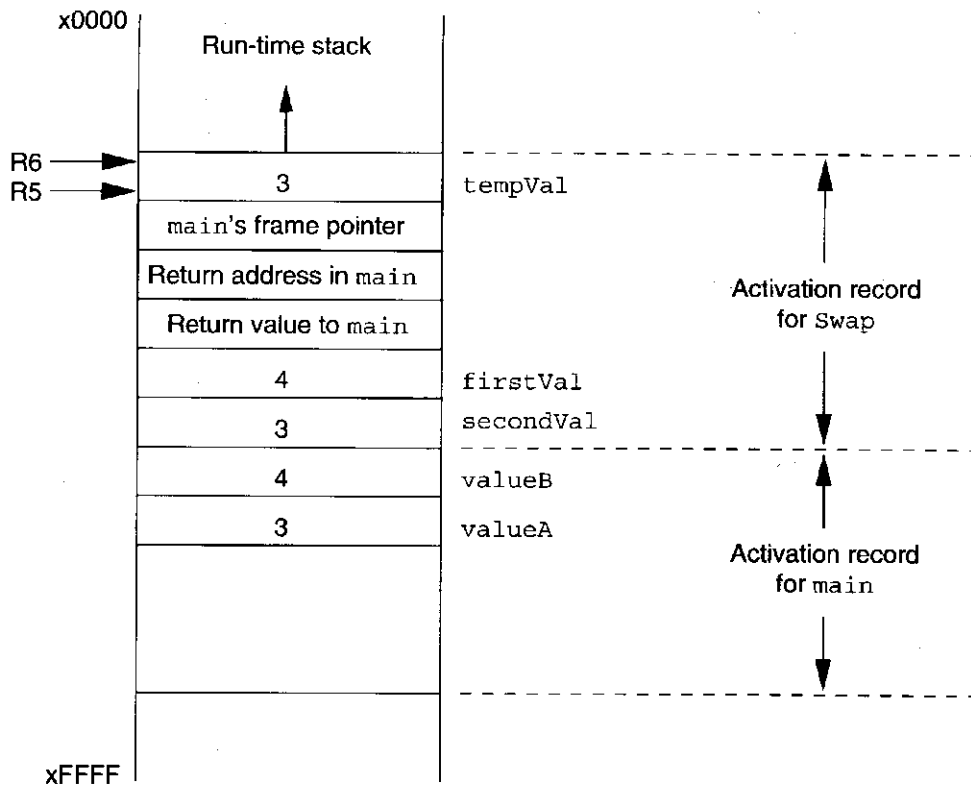 x0000
Run-time stack
R6
R5
3
tempVal
main's frame pointer
Return address in main
Return value to main
Activation record
for Swap
4
firstVal
3
secondVal
4
valueB
3
valueA
Activation record
for main
xFFFF